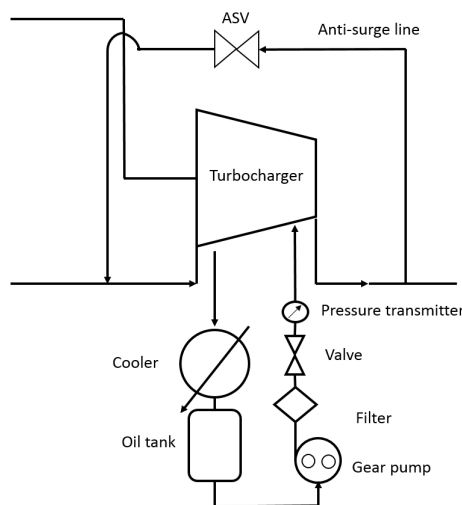 ASV
Anti-surge line
Turbocharger
Pressure transmitter
Cooler
Valve
Filter
Oil tank
Gear pump